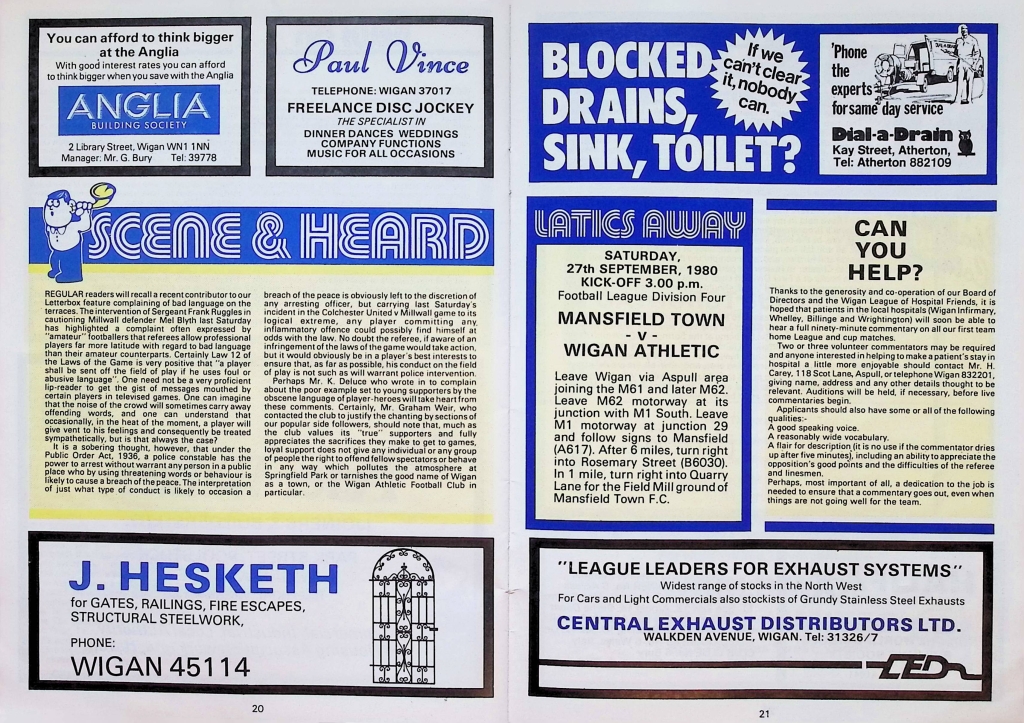 You can afford to think bigger
at the Anglia
With good interest rates you can afford
to think bigger when you save with the Anglia
ANGLIA
BUILDING SOCIETY
2 Library Street, Wigan WN1 1NN
Manager: Mr. G. Bury Tel: 39778
Paul Vince
TELEPHONE: WIGAN 37017
FREELANCE DISC JOCKEY
THE SPECIALIST IN
DINNER DANCES WEDDINGS
COMPANY FUNCTIONS
MUSIC FOR ALL OCCASIONS
SCENE & HEARD
REGULAR readers will recall a recent contributor to our
Letterbox feature complaining of bad language on the
terraces. The intervention of Sergeant Frank Ruggles in
cautioning Millwall defender Mel Blyth last Saturday
has highlighted a complaint often expressed by
"amateur" footballers that referees allow professional
players far more latitude with regard to bad language
than their amateur counterparts. Certainly Law 12 of
the Laws of the Game is very positive that "a player
shall be sent off the field of play if he uses foul or
abusive language". One need not be a very proficient
lip-reader to get the gist of messages mouthed by
certain players in televised games. One can imagine
that the noise of the crowd will sometimes carry away
offending words, and one can understand that
occasionally, in the heat of the moment, a player will
give vent to his feelings and consequently be treated
sympathetically, but is that always the case?
It is a sobering thought, however, that under the
Public Order Act, 1936, a police constable has the
power to arrest without warrant any person in a public
place who by using threatening words or behaviour is
likely to cause a breach of the peace. The interpretation
of just what type of conduct is likely to occasion a
breach of the peace is obviously left to the discretion of
any arresting officer, but carrying last Saturday's
incident in the Colchester United v Millwall game to its
logical extreme, any player committing any
inflammatory offence could possibly find himself at
odds with the law. No doubt the referee, if aware of an
infringement of the laws of the game would take action,
but it would obviously be in a player's best interests to
ensure that, as far as possible, his conduct on the field
of play is not such as will warrant police intervention.
Perhaps Mr. K. Deluce who wrote in to complain
about the poor example set to young supporters by the
obscene language of player-heroes will take heart from
these comments. Certainly, Mr. Graham Weir, who
contacted the club to justify the chanting by sections of
our popular side followers, should note that, much as
the club values its "true" supporters and fully
appreciates the sacrifices they make to get to games,
loyal support does not give any individual or any group
of people the right to offend fellow spectators or behave
in any way which pollutes the atmosphere at
Springfield Park or tarnishes the good name of Wigan
as a town, or the Wigan Athletic Football Club in
particular.
J. HESKETH
for GATES, RAILINGS, FIRE ESCAPES,
STRUCTURAL STEELWORK,
PHONE:
WIGAN 45114
20
BLOCKED
DRAINS,
SINK, TOILET?
If we
can't clear
it, nobody
can.
'Phone
the
experts
for same day service
Dial-a-Drain
Kay Street, Atherton,
Tel: Atherton 882109
LATICS AWAY
SATURDAY,
27th SEPTEMBER, 1980
KICK-OFF 3.00 p.m.
Football League Division Four
MANSFIELD TOWN
- v -
WIGAN ATHLETIC
Leave Wigan via Aspull area
joining the M61 and later M62.
Leave M62 motorway at its
junction with M1 South. Leave
M1 motorway at junction 29
and follow signs to Mansfield
(A617). After 6 miles, turn right
into Rosemary Street (B6030).
In 1 mile, turn right into Quarry
Lane for the Field Mill ground of
Mansfield Town F.C.
CAN
YOU
HELP?
Thanks to the generosity and co-operation of our Board of
Directors and the Wigan League of Hospital Friends, it is
hoped that patients in the local hospitals (Wigan Infirmary,
Whelley, Billinge and Wrightington) will soon be able to
hear a full ninety-minute commentary on all our first team
home League and cup matches.
Two or three volunteer commentators may be required
and anyone interested in helping to make a patient's stay in
hospital a little more enjoyable should contact Mr. H.
Carey, 118 Scot Lane, Aspull, or telephone Wigan 832201,
giving name, address and any other details thought to be
relevant. Auditions will be held, if necessary, before live
commentaries begin.
Applicants should also have some or all of the following
qualities:-
A good speaking voice.
A reasonably wide vocabulary.
A flair for description (it is no use if the commentator dries
up after five minutes), including an ability to appreciate the
opposition's good points and the difficulties of the referee
and linesmen.
Perhaps, most important of all, a dedication to the job is
needed to ensure that a commentary goes out, even when
things are not going well for the team.
"LEAGUE LEADERS FOR EXHAUST SYSTEMS"
Widest range of stocks in the North West
For Cars and Light Commercials also stockists of Grundy Stainless Steel Exhausts
CENTRAL EXHAUST DISTRIBUTORS LTD.
WALKDEN AVENUE, WIGAN. Tel: 31326/7
CED
21